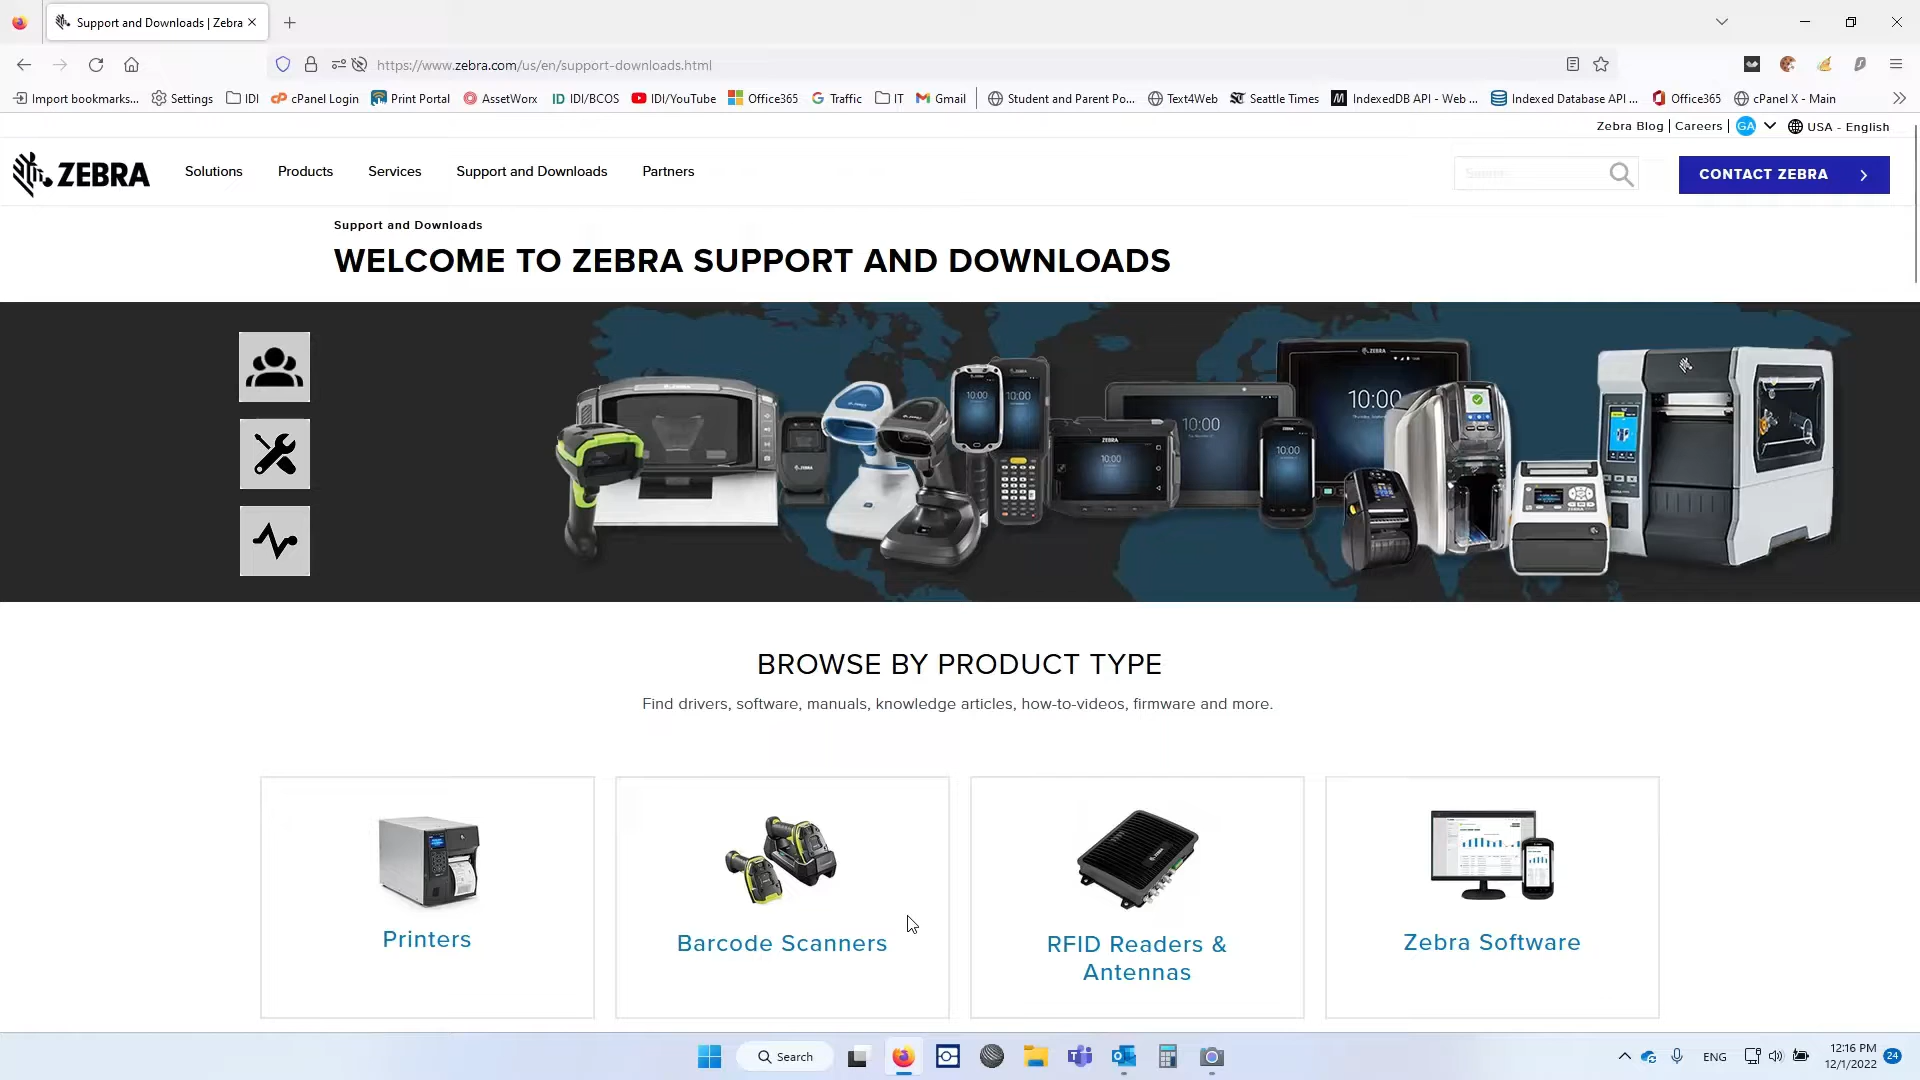 Support and Downloads | Zebra
https://www.zebra.com/us/en/support-downloads.html
Import bookmarks... Settings IDI cPanel Login Print Portal AssetWorx IDI/BCOS IDI/YouTube Office365 Traffic IT Gmail Student and Parent Po... Text4Web Seattle Times IndexedDB API - Web ... Indexed Database API ... Office365 cPanel X - Main
Zebra Blog | Careers | GA USA - English
ZEBRA Solutions Products Services Support and Downloads Partners CONTACT ZEBRA
Support and Downloads
WELCOME TO ZEBRA SUPPORT AND DOWNLOADS
ZEBRA
10:00
10:00
10:00
10:00
10:00
10:00
ZEBRA
BROWSE BY PRODUCT TYPE
Find drivers, software, manuals, knowledge articles, how-to-videos, firmware and more.
Printers
Barcode Scanners
RFID Readers &
Antennas
Zebra Software
Search
ENG
12:16 PM
12/1/2022
24